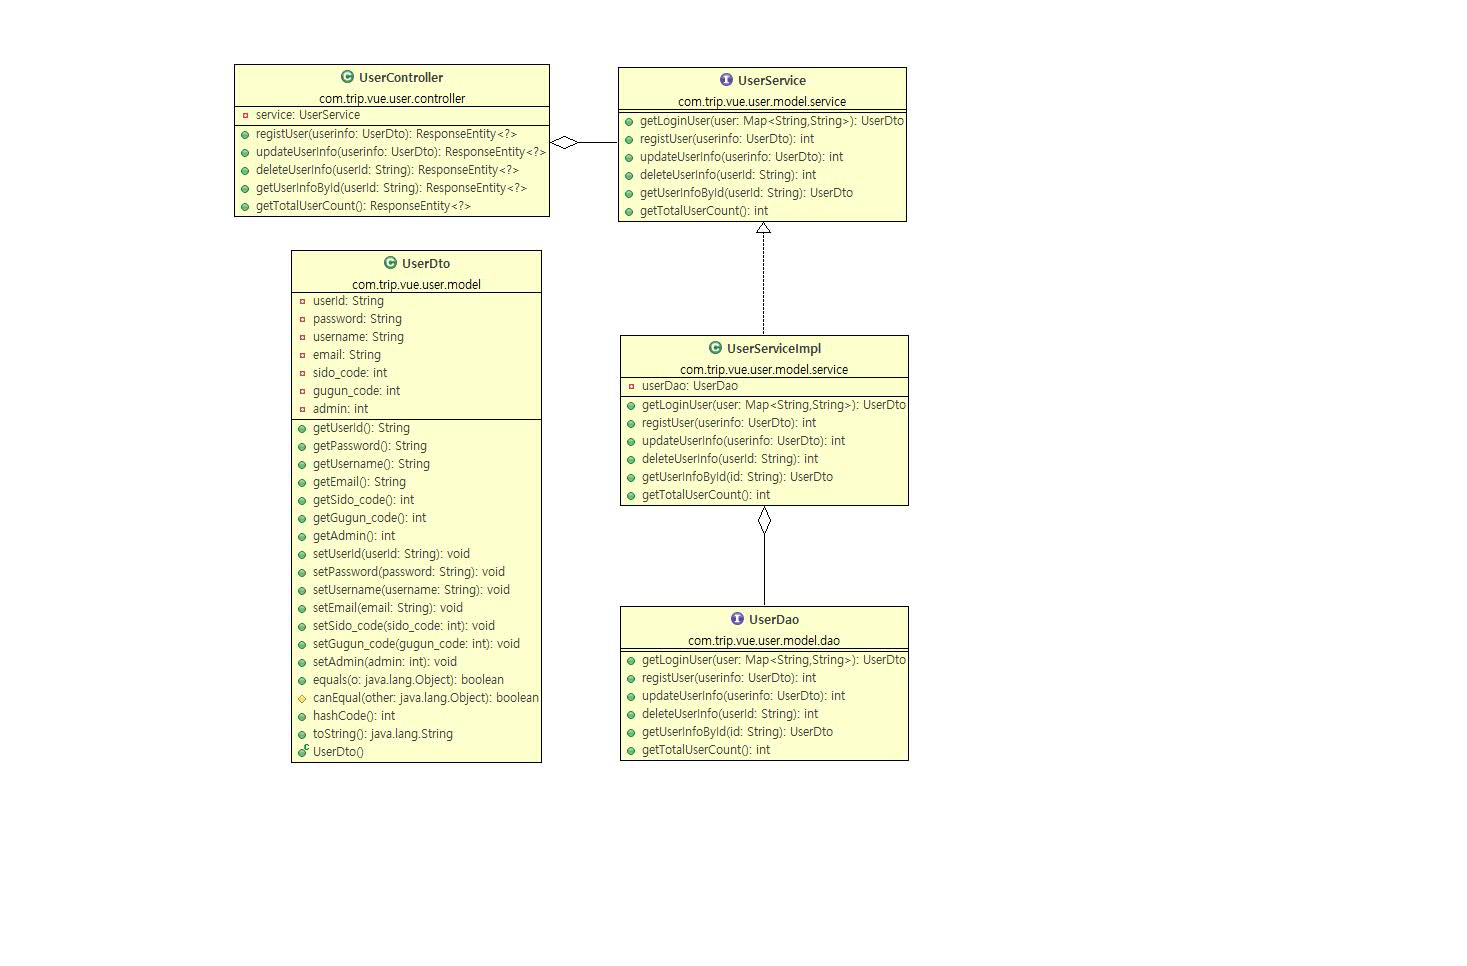 UserController
com.trip.vue.user.controller
service: UserService
registUser(userinfo: UserDto): ResponseEntity<?>
updateUserInfo(userinfo: UserDto): ResponseEntity<?>
deleteUserInfo(userId: String): ResponseEntity<?>
getUserInfoById(userId: String): ResponseEntity<?>
getTotalUserCount(): ResponseEntity<?>
UserService
com.trip.vue.user.model.service
getLoginUser(user: Map<String,String>): UserDto
registUser(userinfo: UserDto): int
updateUserInfo(userinfo: UserDto): int
deleteUserInfo(userId: String): int
getUserInfoById(userId: String): UserDto
getTotalUserCount(): int
UserDto
com.trip.vue.user.model
userId: String
password: String
username: String
email: String
sido_code: int
gugun_code: int
admin: int
getUserId(): String
getPassword(): String
getUsername(): String
getEmail(): String
getSido_code(): int
getGugun_code(): int
getAdmin(): int
setUserId(userId: String): void
setPassword(password: String): void
setUsername(username: String): void
setEmail(email: String): void
setSido_code(sido_code: int): void
setGugun_code(gugun_code: int): void
setAdmin(admin: int): void
equals(o: java.lang.Object): boolean
canEqual(other: java.lang.Object): boolean
hashCode(): int
toString(): java.lang.String
UserDto()
UserServiceImpl
com.trip.vue.user.model.service
userDao: UserDao
getLoginUser(user: Map<String,String>): UserDto
registUser(userinfo: UserDto): int
updateUserInfo(userinfo: UserDto): int
deleteUserInfo(userId: String): int
getUserInfoById(id: String): UserDto
getTotalUserCount(): int
UserDao
com.trip.vue.user.model.dao
getLoginUser(user: Map<String,String>): UserDto
registUser(userinfo: UserDto): int
updateUserInfo(userinfo: UserDto): int
deleteUserInfo(userId: String): int
getUserInfoById(id: String): UserDto
getTotalUserCount(): int